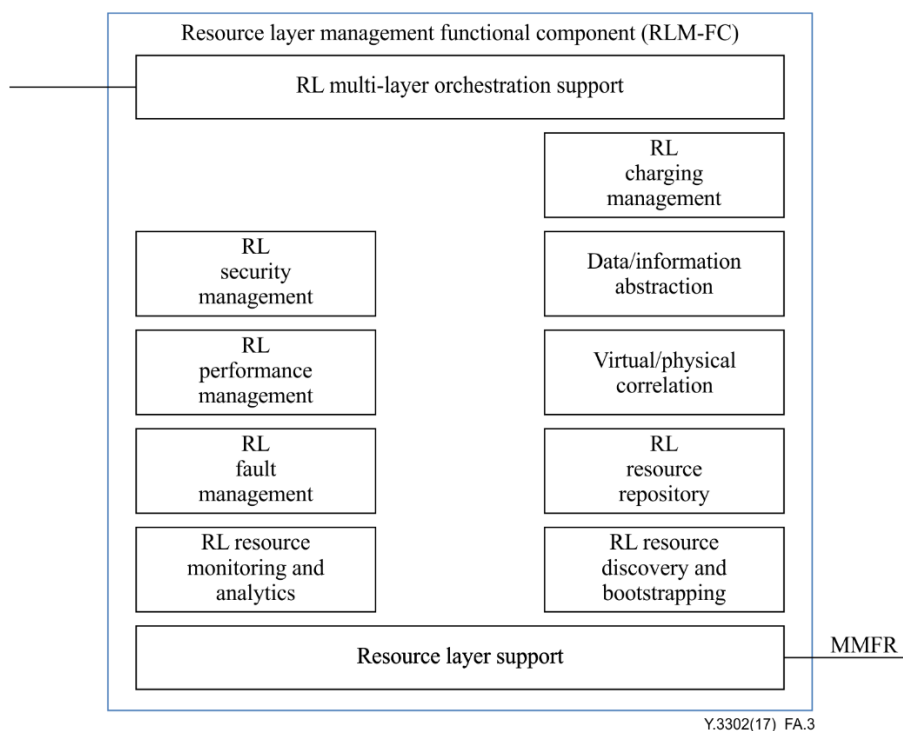 Resource layer management functional component (RLM-FC)
RL multi-layer orchestration support
RL
charging
management
RL
security
management
Data/information
abstraction
RL
performance
management
Virtual/physical
correlation
RL
fault
management
RL
resource
repository
RL resource
monitoring and
analytics
RL resource
discovery and
bootstrapping
Resource layer support
MMFR
Y.3302(17)_FA.3